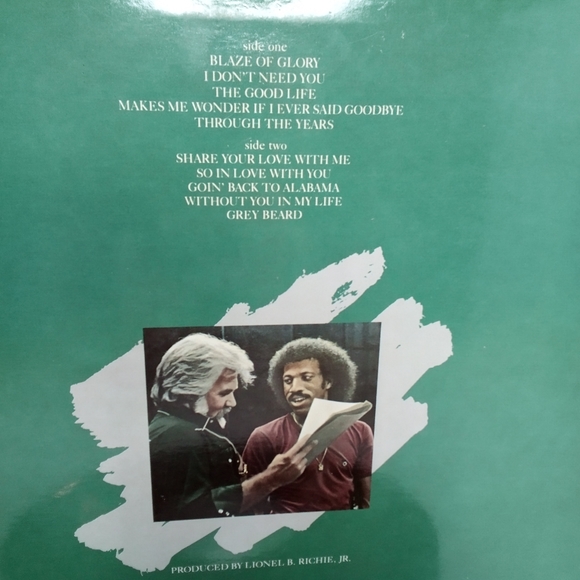 side one
BLAZE OF GLORY
I DON'T NEED YOU
THE GOOD LIFE
MAKES ME WONDER IF I EVER SAID GOODBYE
THROUGH THE YEARS
side two
SHARE YOUR LOVE WITH ME
SO IN LOVE WITH YOU
GOIN' BACK TO ALABAMA
WITHOUT YOU IN MY LIFE
GREY BEARD
PRODUCED BY LIONEL B. RICHIE, JR.